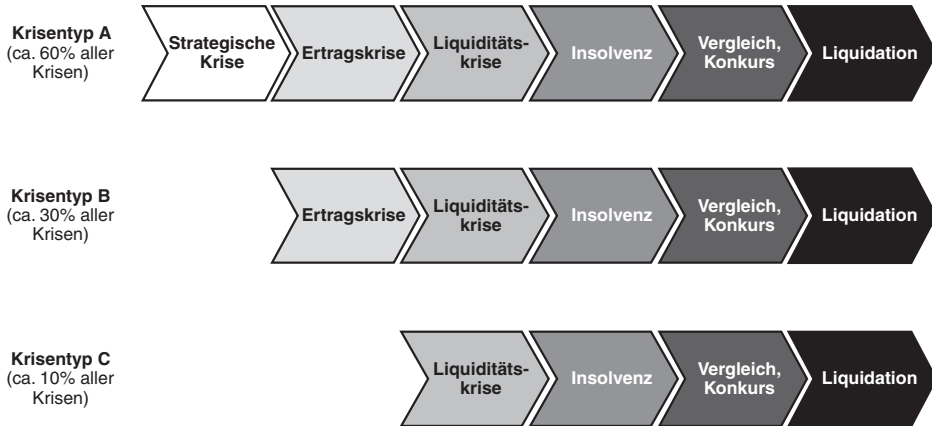 Krisentyp A
(ca. 60% aller
Krisen)
Strategische
Krise
Ertragskrise
Liquiditäts-
krise
Insolvenz
Vergleich,
Konkurs
Liquidation
Krisentyp B
(ca. 30% aller
Krisen)
Ertragskrise
Liquiditäts-
krise
Insolvenz
Vergleich,
Konkurs
Liquidation
Krisentyp C
(ca. 10% aller
Krisen)
Liquiditäts-
krise
Insolvenz
Vergleich,
Konkurs
Liquidation